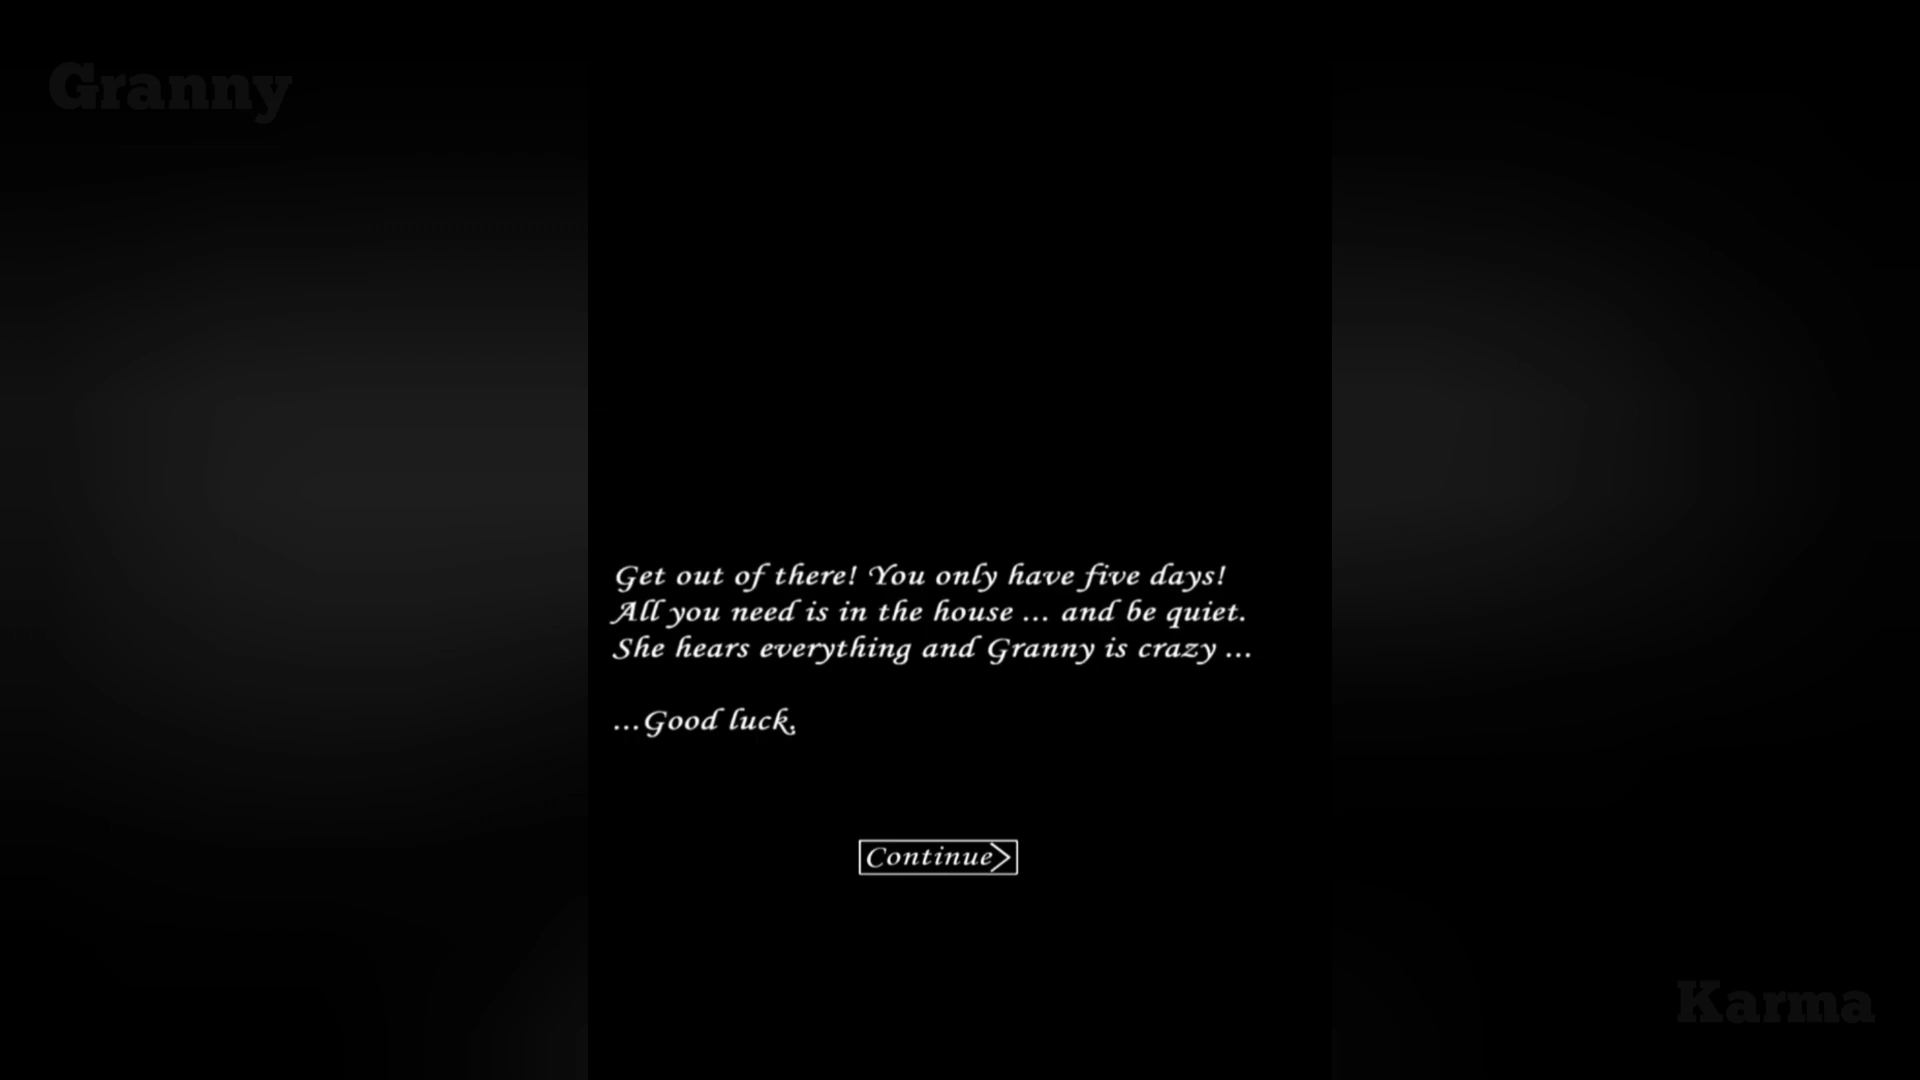 Granny
Get out of there! You only have five days!
All you need is in the house ... and be quiet.
She hears everything and Granny is crazy ...
...Good luck.
Continue>
Karma